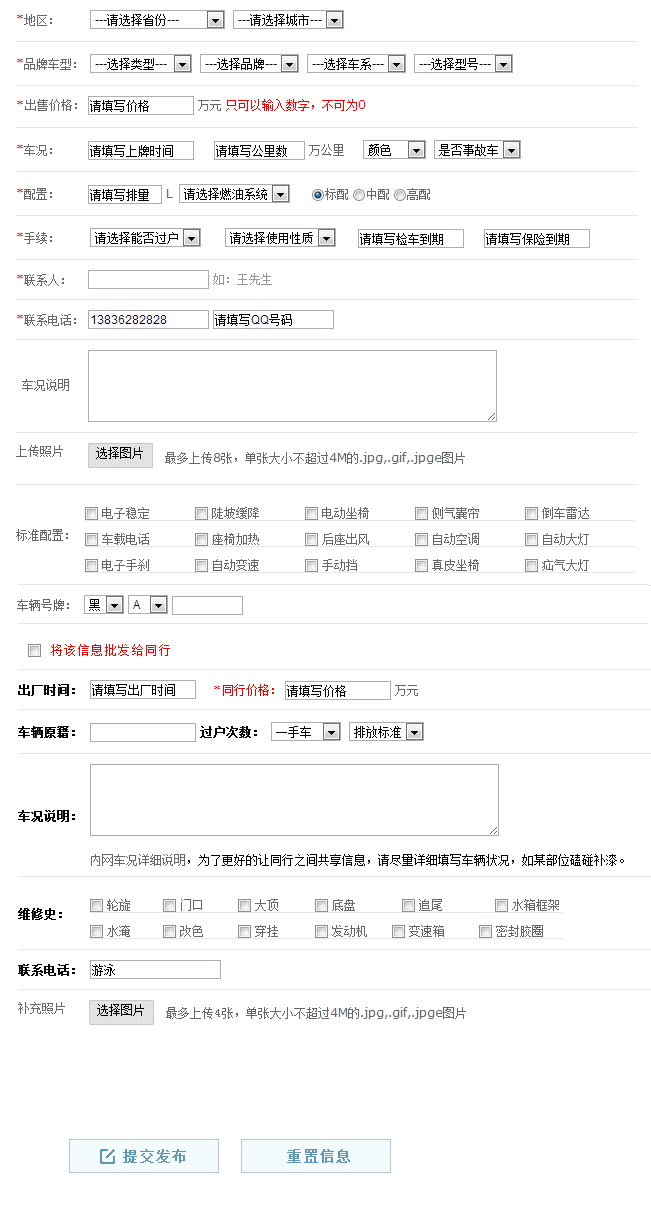 *地区： ---请选择省份--- ---请选择城市---
*品牌车型： ---选择类型--- ---选择品牌--- ---选择车系--- ---选择型号---
*出售价格： 请填写价格 万元 只可以输入数字，不可为0
*车况： 请填写上牌时间 请填写公里数 万公里 颜色 是否事故车
*配置： 请填写排量 L 请选择燃油系统 标配 中配 高配
*手续： 请选择能否过户 请选择使用性质 请填写检车到期 请填写保险到期
*联系人： 如：王先生
*联系电话： 13836282828 请填写QQ号码
车况说明
上传照片 选择图片 最多上传8张，单张大小不超过4M的.jpg,.gif,.jpge图片
电子稳定 陡坡缓降 电动坐椅 侧气囊帘 倒车雷达
标准配置： 车载电话 座椅加热 后座出风 自动空调 自动大灯
电子手刹 自动变速 手动挡 真皮坐椅 疝气大灯
车辆号牌： 黑 A
将该信息批发给同行
出厂时间： 请填写出厂时间 *同行价格： 请填写价格 万元
车辆原籍： 过户次数： 一手车 排放标准
车况说明：
内网车况详细说明，为了更好的让同行之间共享信息，请尽量详细填写车辆状况，如某部位磕碰补漆。
维修史： 轮旋 门口 大顶 底盘 追尾 水箱框架
水淹 改色 穿挂 发动机 变速箱 密封胶圈
联系电话： 游泳
补充照片 选择图片 最多上传4张，单张大小不超过4M的.jpg,.gif,.jpge图片
提交发布 重置信息